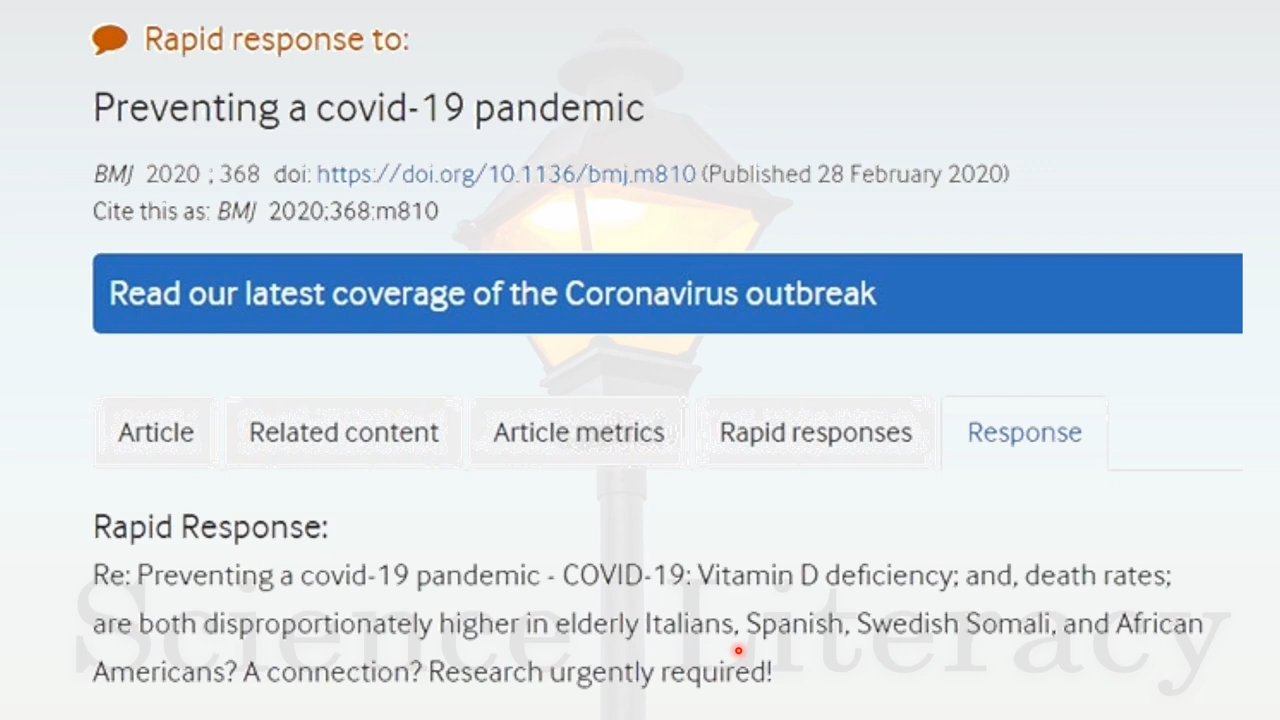 Rapid response to:
Preventing a covid-19 pandemic
BMJ 2020 ; 368 doi: https://doi.org/10.1136/bmj.m810 (Published 28 February 2020)
Cite this as: BMJ 2020;368:m810
Read our latest coverage of the Coronavirus outbreak
Article Related content Article metrics Rapid responses Response
Rapid Response:
Re: Preventing a covid-19 pandemic - COVID-19: Vitamin D deficiency; and, death rates;
are both disproportionately higher in elderly Italians, Spanish, Swedish Somali, and African
Americans? A connection? Research urgently required!
Science Literacy